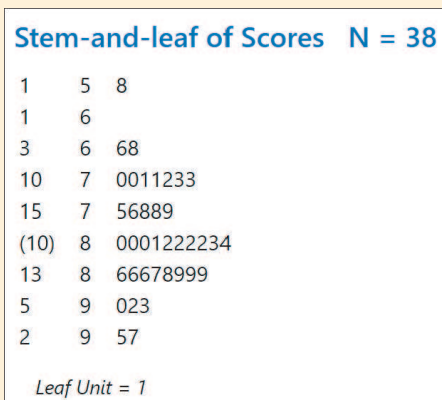 Stem-and-leaf of Scores N = 38
1 5 8
1 6
3 6 68
10 7 0011233
15 7 56889
(10) 8 0001222234
13 8 66678999
5 9 023
2 9 57
Leaf Unit = 1